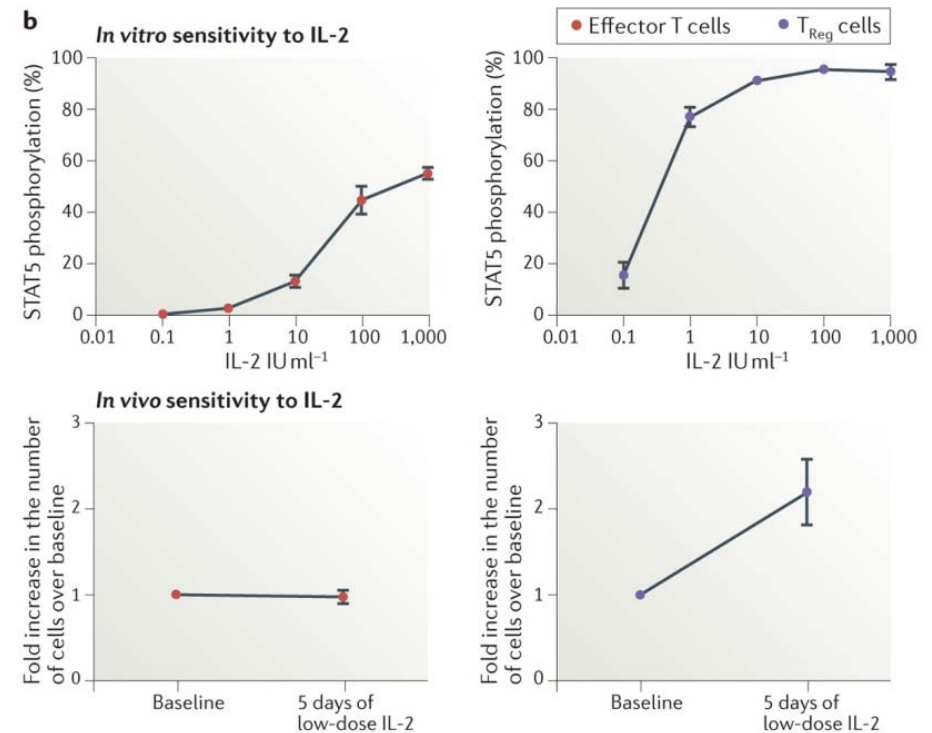 b
In vitro sensitivity to IL-2
Effector T cells
TReg cells
STAT5 phosphorylation (%)
100
80
60
40
20
0
0.01 0.1 1 10 100 1,000
IL-2 IU ml–1
STAT5 phosphorylation (%)
100
80
60
40
20
0
0.01 0.1 1 10 100 1,000
IL-2 IU ml–1
In vivo sensitivity to IL-2
Fold increase in the number
of cells over baseline
3
2
1
0
Baseline
5 days of
low-dose IL-2
Fold increase in the number
of cells over baseline
3
2
1
0
Baseline
5 days of
low-dose IL-2